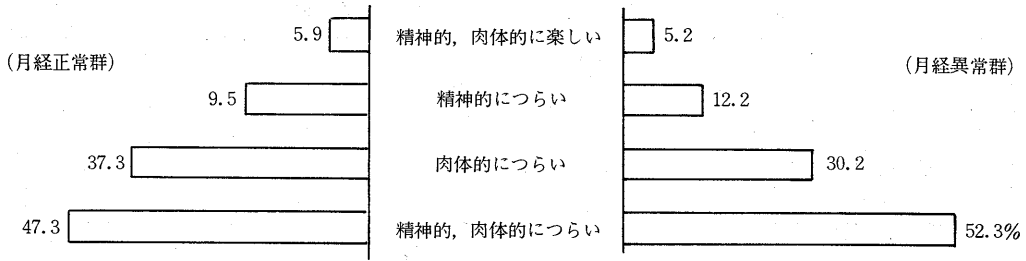 5.9 精神的,肉体的に楽しい 5.2
(月経正常群) (月経異常群)
9.5 精神的につらい 12.2
37.3 肉体的につらい 30.2
47.3 精神的,肉体的につらい 52.3%